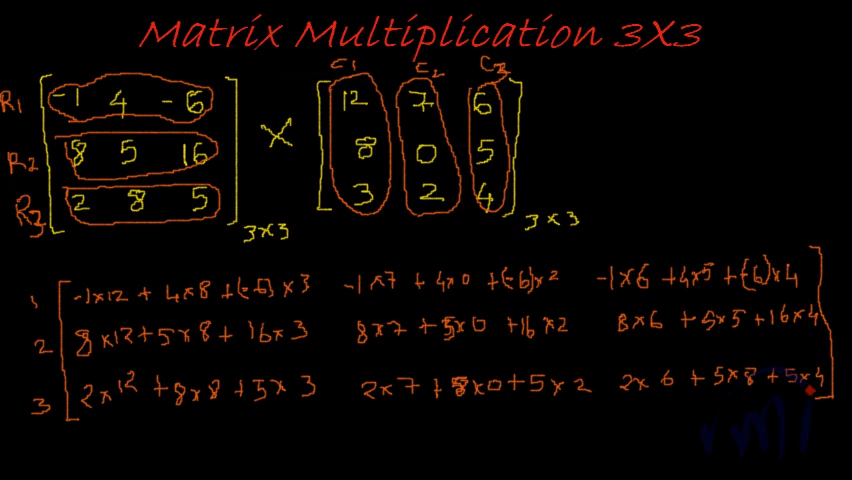 Matrix Multiplication 3X3
C1 C2 C3
R1 -1 4 -6 12 7 6
R2 8 5 16 X 8 0 5
R3 2 8 5 3 2 4
3x3 3x3
1 -1x12 + 4x8 +(-6)x3 -1x7 + 4x0 +(-6)x2 -1x6 +4x5 +(-6)x4
2 8x12+5x8+ 16x3 8x7 +5x0 +16x2 8x6 +5x5 +16x4
3 2x12 +8x8 +5x3 2x7 +8x0+5x2 2x6 + 5x8 +5x4